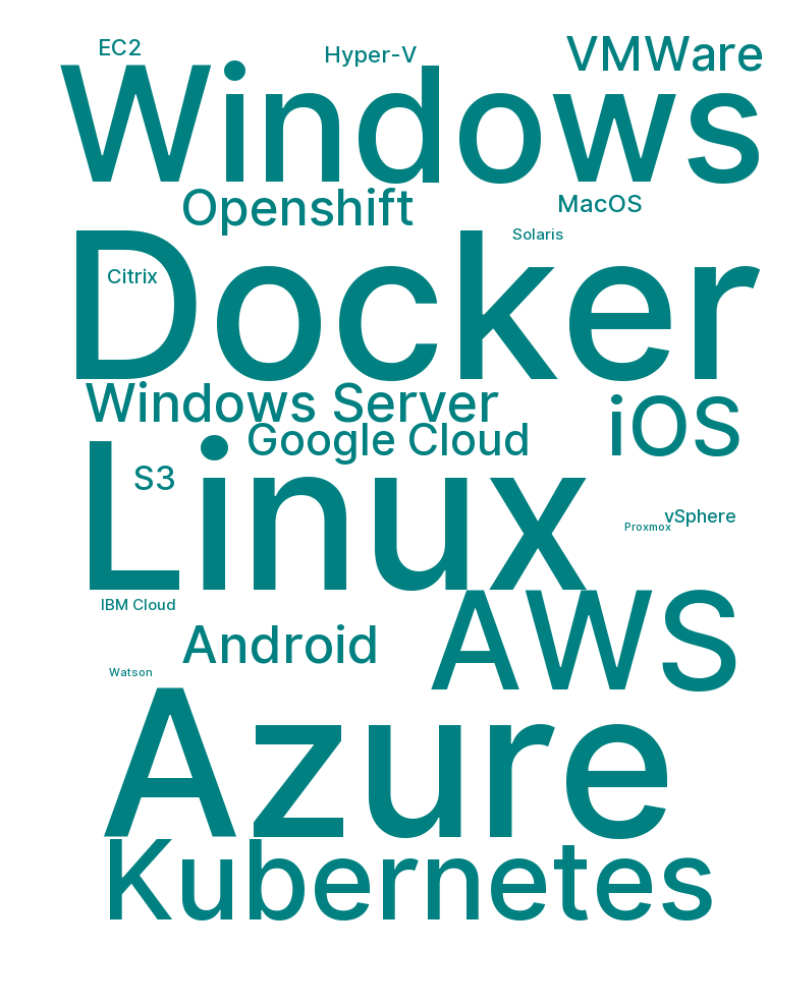 EC2
Hyper-V
VMWare
Windows
Openshift
MacOS
Solaris
Docker
Citrix
Windows Server
iOS
Google Cloud
Linux
S3
vSphere
Proxmox
IBM Cloud
AWS
Android
Watson
Azure
Kubernetes